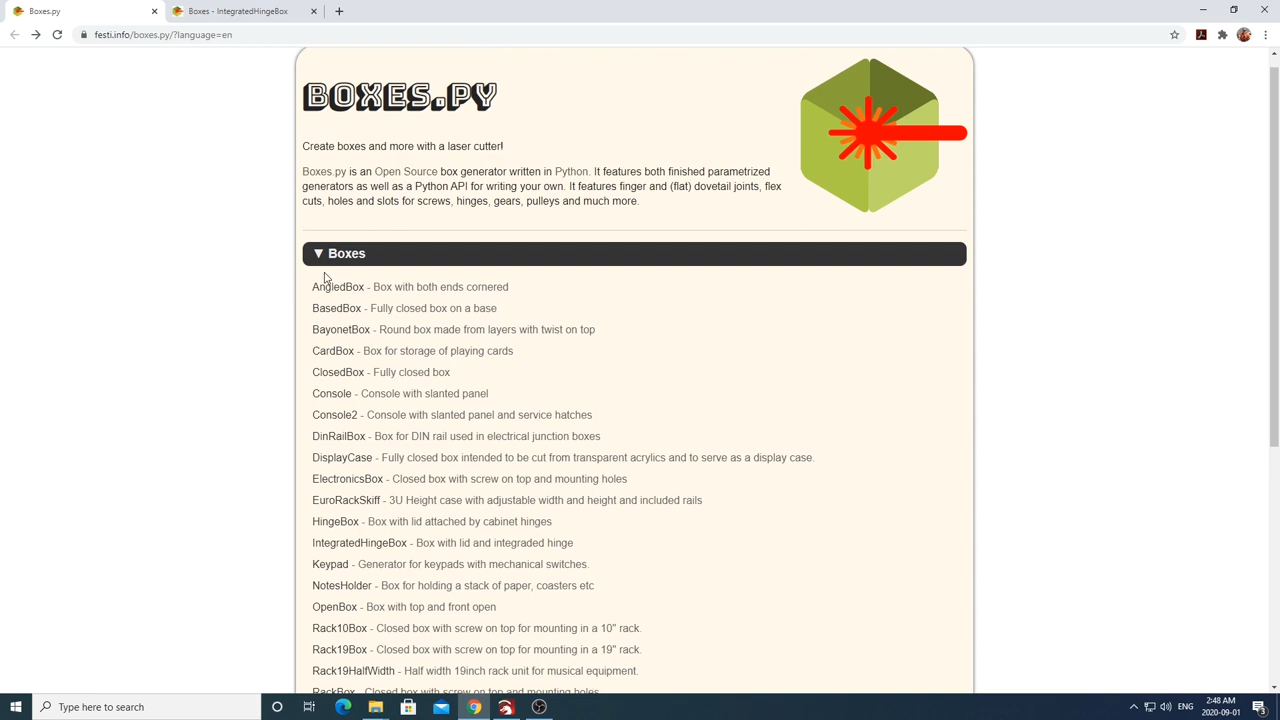 Boxes.py
Boxes - IntegratedHingeBox
festi.info/boxes.py/?language=en
BOXES.PY
Create boxes and more with a laser cutter!
Boxes.py is an Open Source box generator written in Python. It features both finished parametrized
generators as well as a Python API for writing your own. It features finger and (flat) dovetail joints, flex
cuts, holes and slots for screws, hinges, gears, pulleys and much more.
▼ Boxes
AngledBox - Box with both ends cornered
BasedBox - Fully closed box on a base
BayonetBox - Round box made from layers with twist on top
CardBox - Box for storage of playing cards
ClosedBox - Fully closed box
Console - Console with slanted panel
Console2 - Console with slanted panel and service hatches
DinRailBox - Box for DIN rail used in electrical junction boxes
DisplayCase - Fully closed box intended to be cut from transparent acrylics and to serve as a display case.
ElectronicsBox - Closed box with screw on top and mounting holes
EuroRackSkiff - 3U Height case with adjustable width and height and included rails
HingeBox - Box with lid attached by cabinet hinges
IntegratedHingeBox - Box with lid and integraded hinge
Keypad - Generator for keypads with mechanical switches.
NotesHolder - Box for holding a stack of paper, coasters etc
OpenBox - Box with top and front open
Rack10Box - Closed box with screw on top for mounting in a 10" rack.
Rack19Box - Closed box with screw on top for mounting in a 19" rack.
Rack19HalfWidth - Half width 19inch rack unit for musical equipment.
RackBox - Closed box with screw on top and mounting holes
Type here to search
ENG
2:48 AM
2020-09-01
3